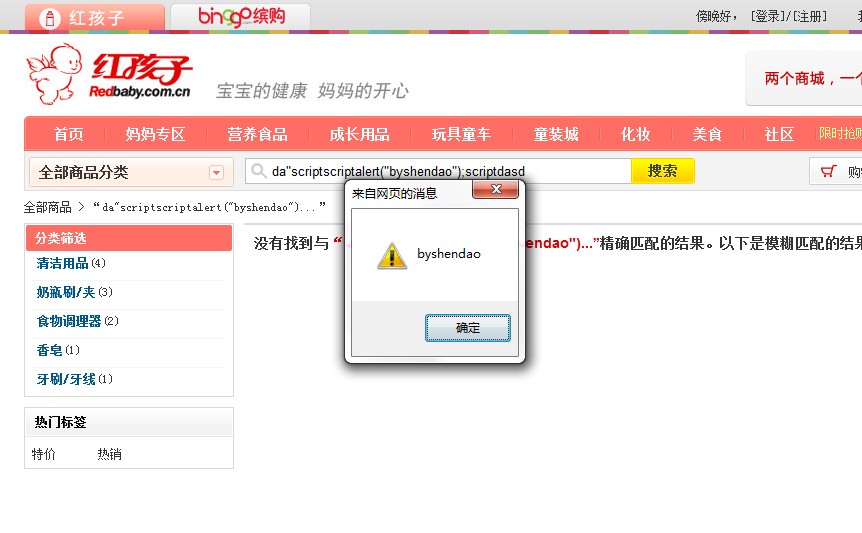 红孩子
bingo缤购
傍晚好， [登录]/[注册]
红孩子
Redbaby.com.cn
宝宝的健康 妈妈的开心
两个商城，一个
首页 妈妈专区 营养食品 成长用品 玩具童车 童装城 化妆 美食 社区 限时抢购
全部商品分类
da"scriptscriptalert("byshendao");scriptdasd
搜索
购
全部商品 > “da"scriptscriptalert("byshendao")...”
来自网页的消息
分类筛选
清洁用品(4)
奶瓶刷/夹(3)
食物调理器(2)
香皂(1)
牙刷/牙线(1)
没有找到与“ endao")...”精确匹配的结果。以下是模糊匹配的结果
byshendao
确定
热门标签
特价 热销